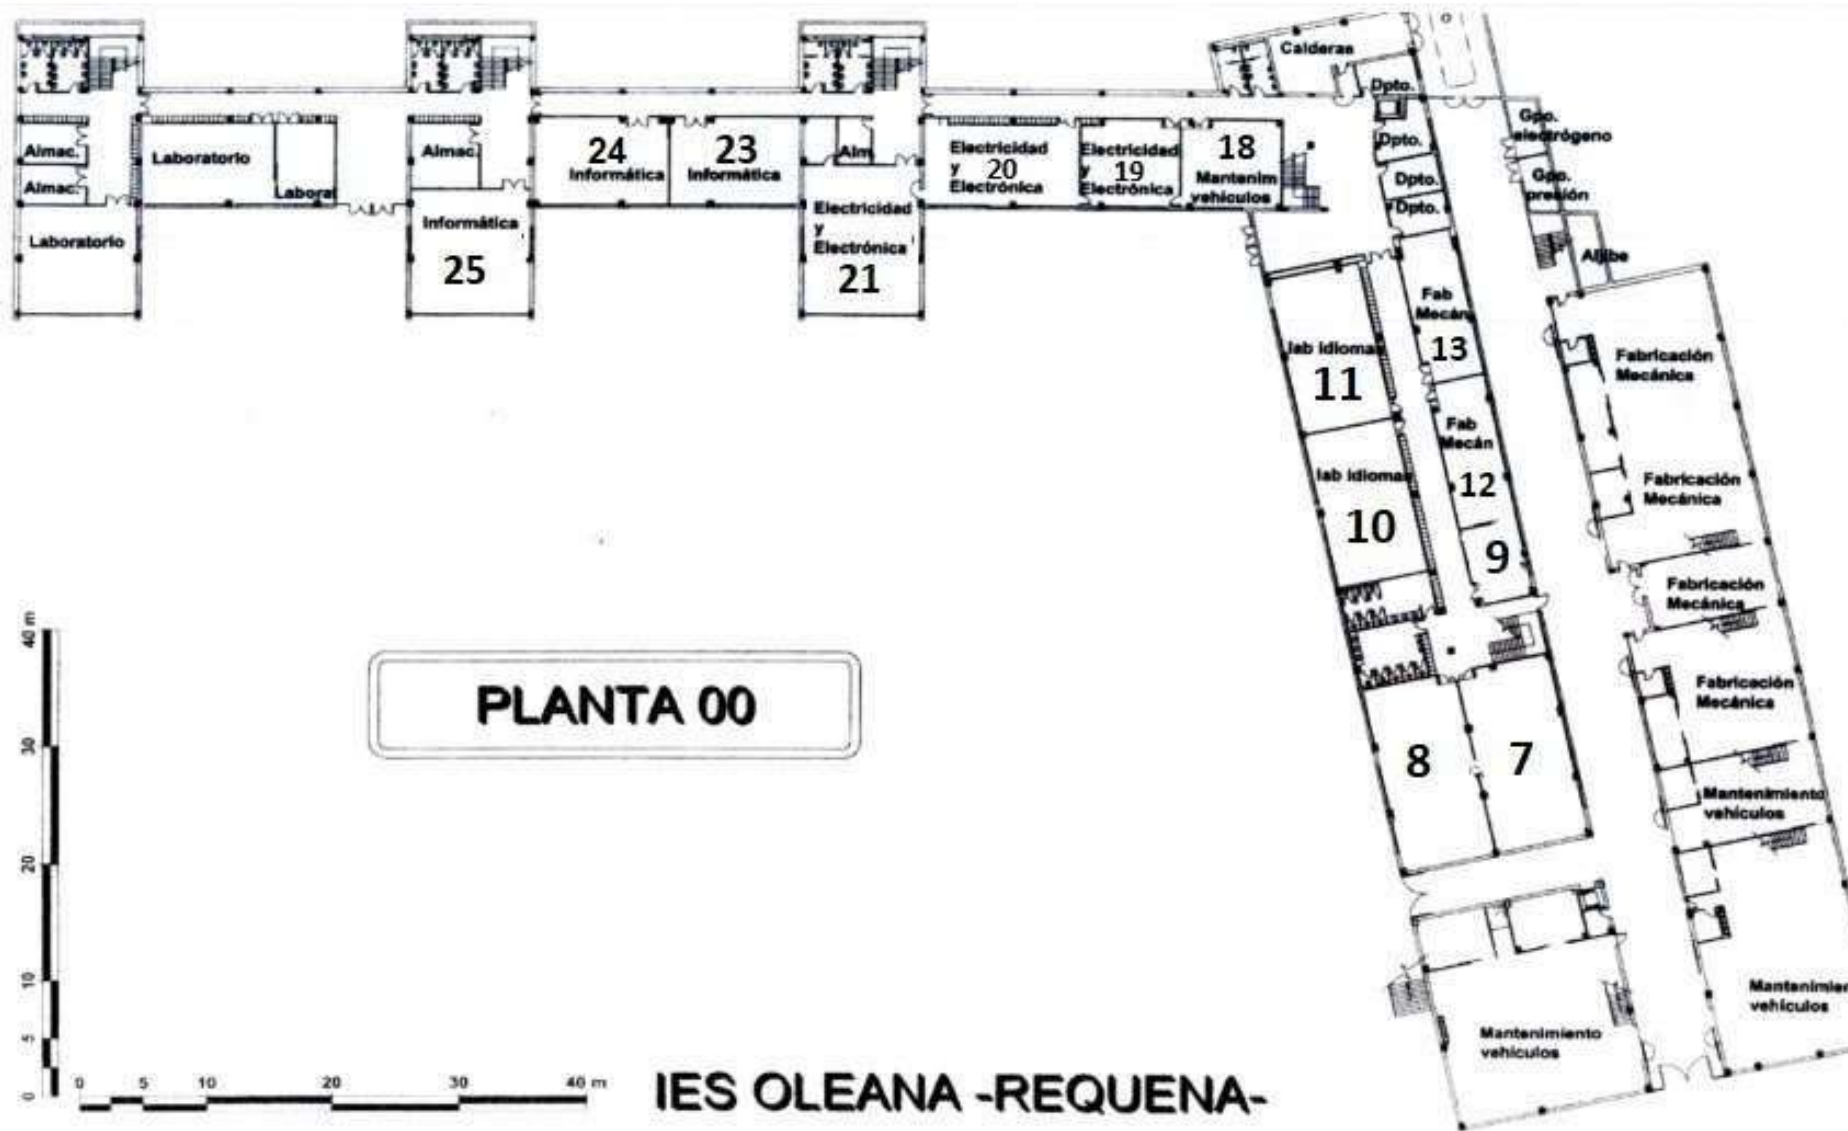 Calderas
Dpto.
Gpo.
electrógeno
Dpto.
Almac.
Laboratorio
Almac.
24
Informática
23
Informática
Alm
Electricidad
y
Electrónica
20
Electricidad
y
Electrónica
19
18
Mantenim
vehículos
Dpto.
Gpo.
presión
Almac.
Laborat
Dpto.
Laboratorio
Informática
25
Electricidad
y
Electrónica
21
Aljibe
Fab
Mecán
13
lab idiomas
11
Fabricación
Mecánica
Fab
Mecán
12
lab idiomas
10
Fabricación
Mecánica
9
Fabricación
Mecánica
Fabricación
Mecánica
8
7
Mantenimiento
vehículos
Mantenimien
vehículos
Mantenimiento
vehículos
PLANTA 00
40 m
30
20
10
5
0
0 5 10 20 30 40 m
IES OLEANA -REQUENA-